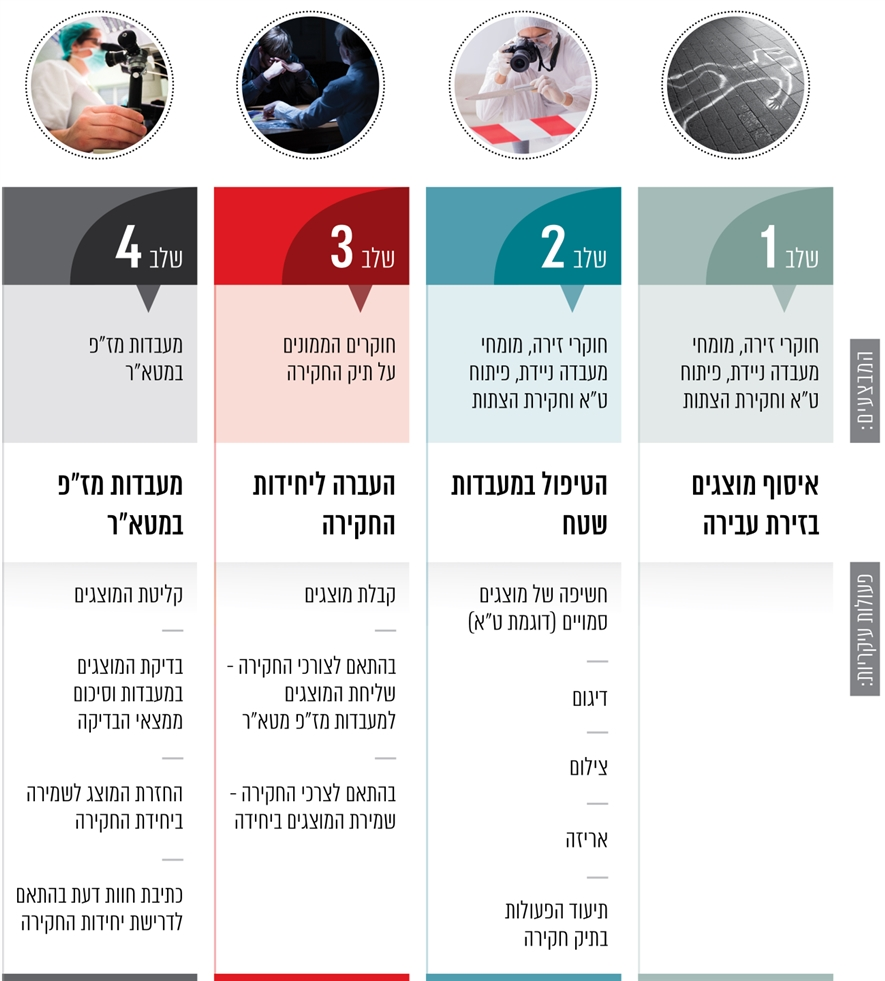 שלב 1
חוקרי זירה, מומחי
מעבדה ניידת, פיתוח
ט"א וחקירת הצתות
איסוף מוצגים
בזירת עבירה
שלב 2
חוקרי זירה, מומחי
מעבדה ניידת, פיתוח
ט"א וחקירת הצתות
הטיפול במעבדות
שטח
חשיפה של מוצגים
סמויים (דוגמת ט"א)
דיגום
צילום
אריזה
תיעוד הפעולות
בתיק חקירה
שלב 3
חוקרים הממונים
על תיק החקירה
העברה ליחידות
החקירה
קבלת מוצגים
בהתאם לצורכי החקירה -
שליחת המוצגים
למעבדות מז"פ מטא"ר
בהתאם לצרכי החקירה -
שמירת המוצגים ביחידה
שלב 4
מעבדות מז"פ
במטא"ר
מעבדות מז"פ
במטא"ר
קליטת המוצגים
בדיקת המוצגים
במעבדות וסיכום
ממצאי הבדיקה
החזרת המוצג לשמירה
ביחידת החקירה
כתיבת חוות דעת בהתאם
לדרישת יחידות החקירה
המבצעים:
פעולות עיקריות: